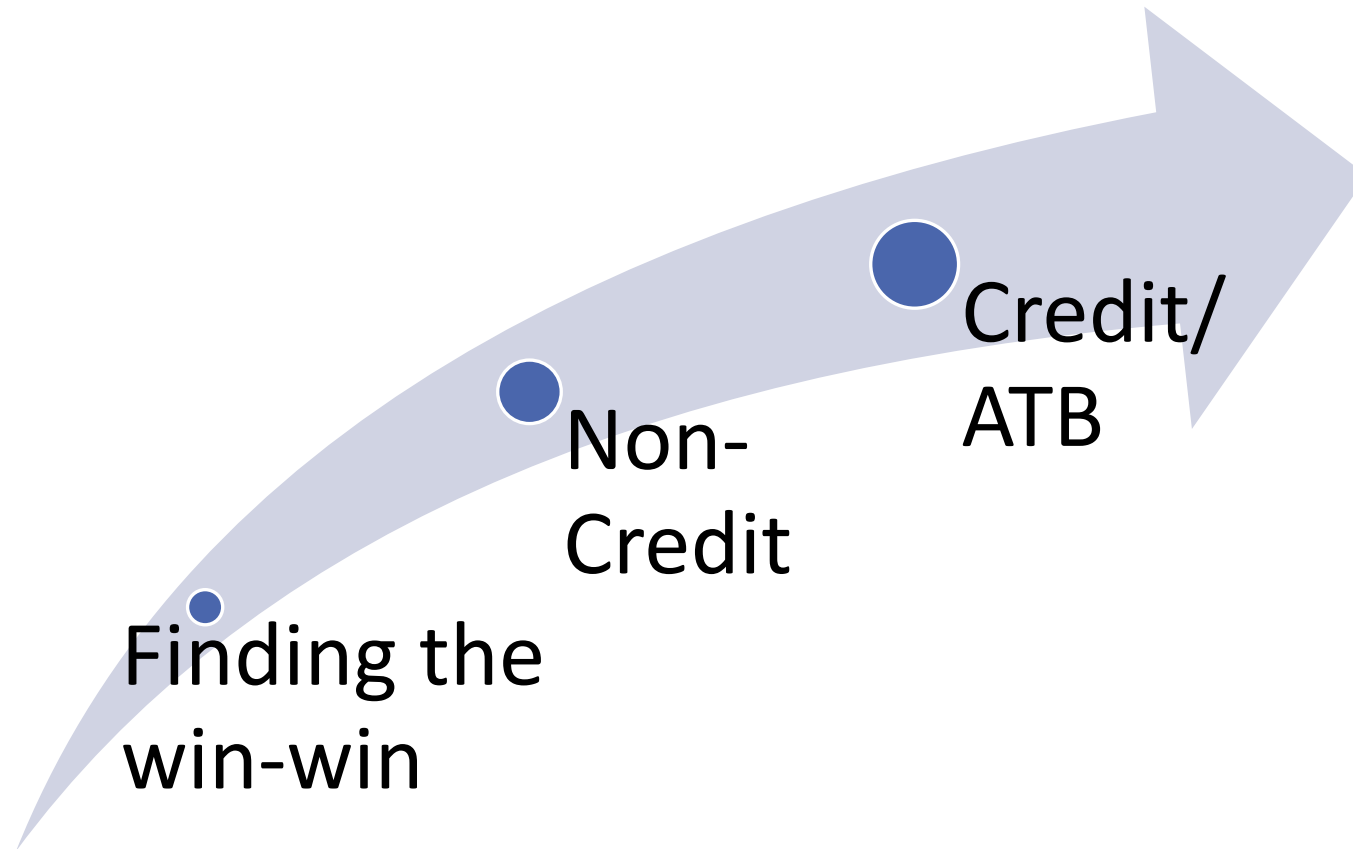 Finding the
win-win
Non-
Credit
Credit/
ATB